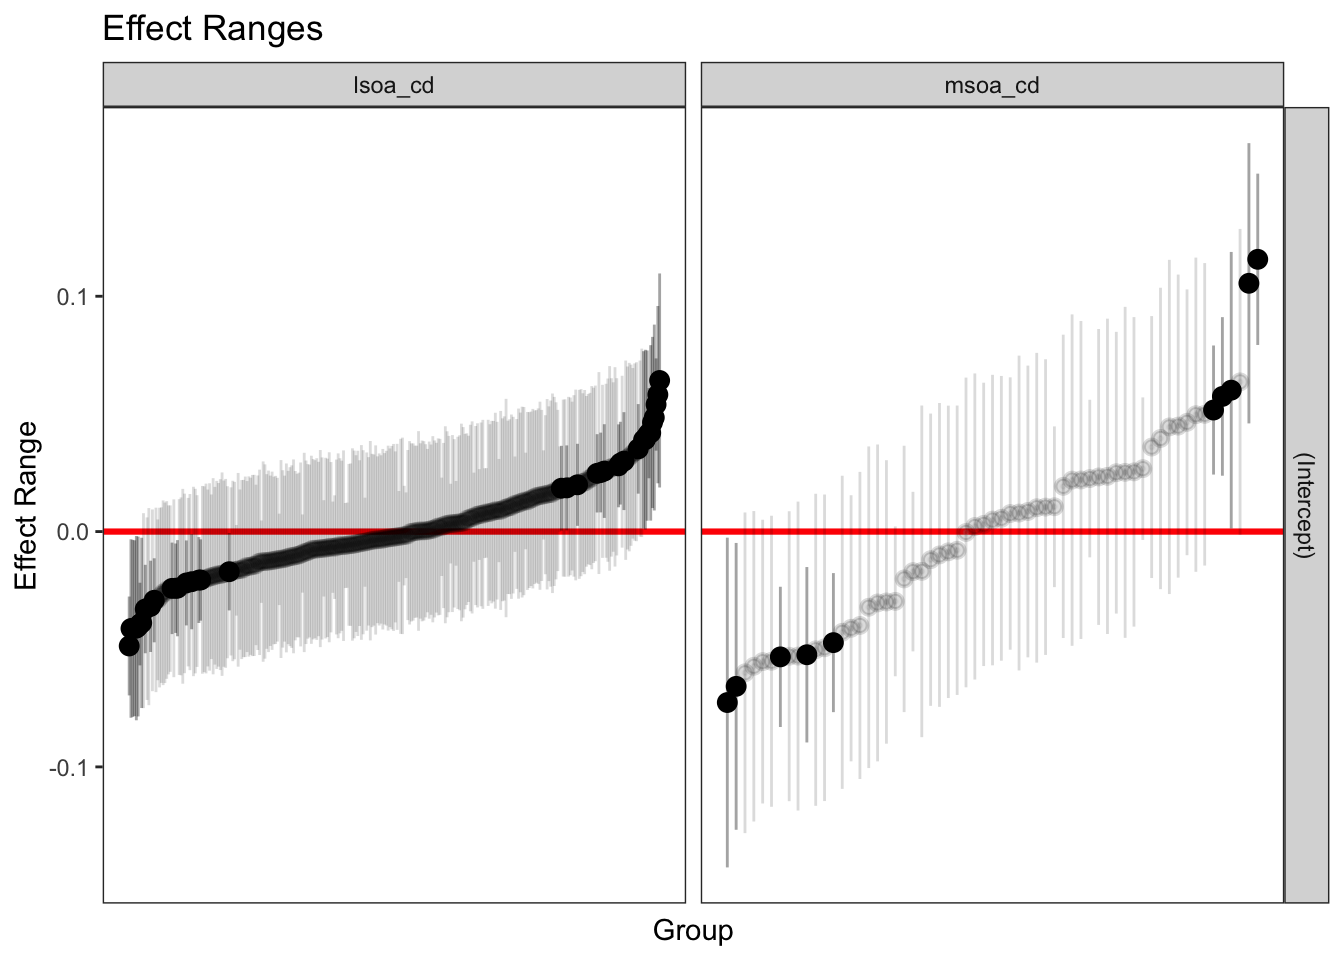 Effect Ranges
lsoa_cd
msoa_cd
Effect Range
0.1
0.0
-0.1
(Intercept)
Group